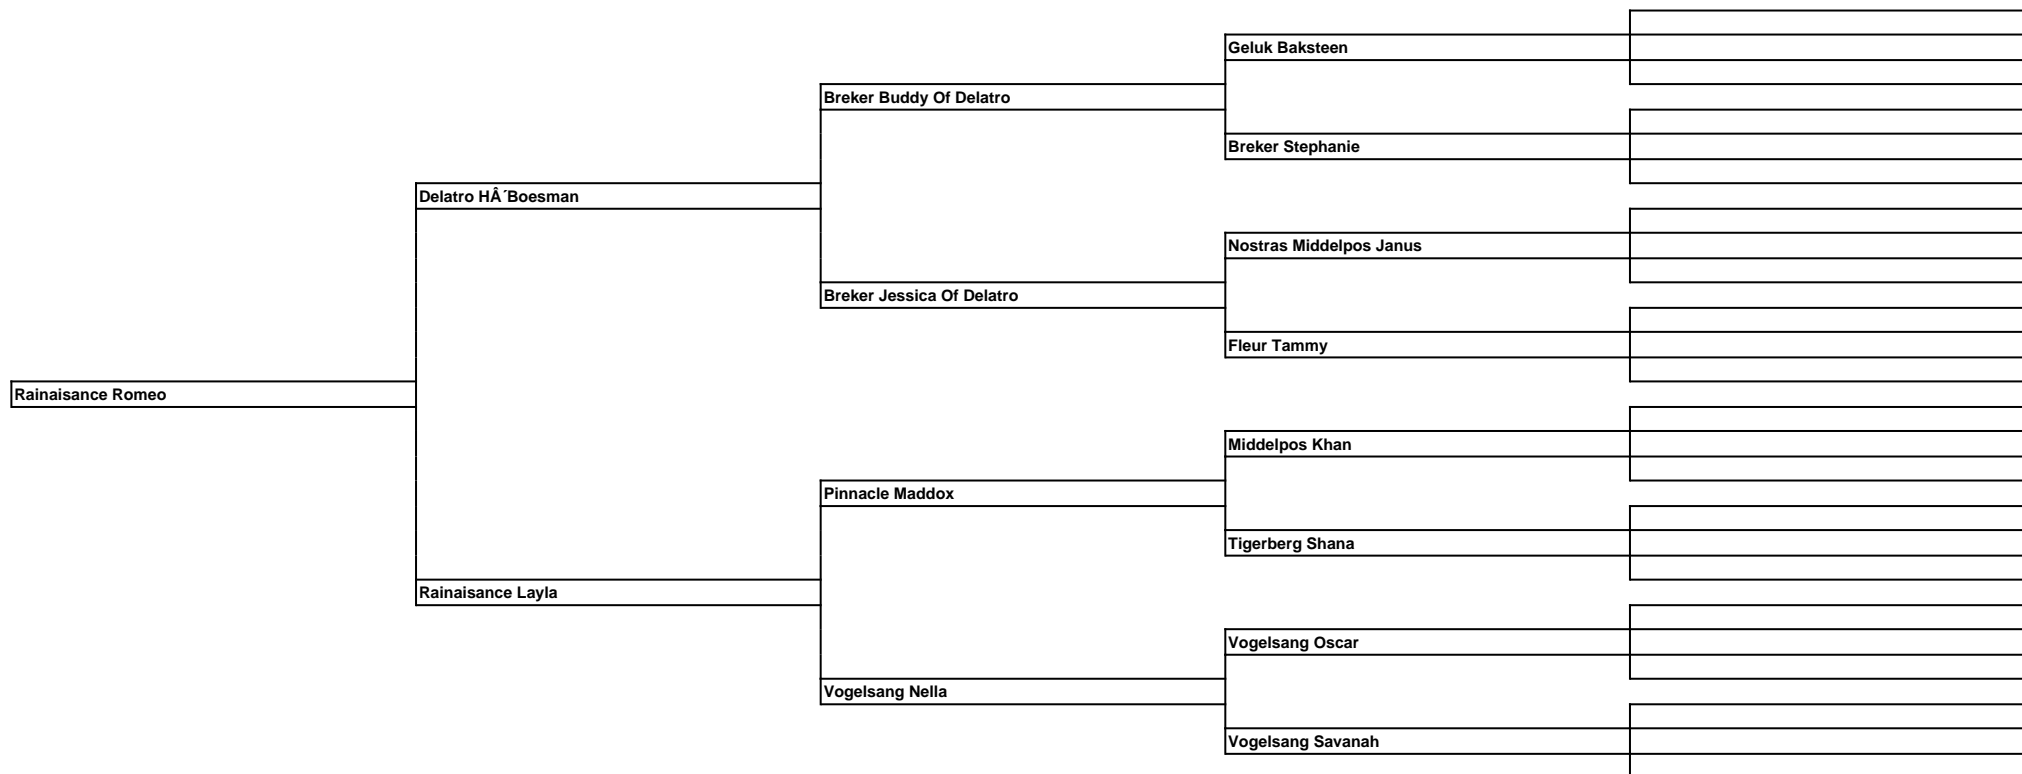 Geluk Baksteen
Breker Buddy Of Delatro
Breker Stephanie
Delatro HÂ´Boesman
Nostras Middelpos Janus
Breker Jessica Of Delatro
Fleur Tammy
Rainaisance Romeo
Middelpos Khan
Pinnacle Maddox
Tigerberg Shana
Rainaisance Layla
Vogelsang Oscar
Vogelsang Nella
Vogelsang Savanah